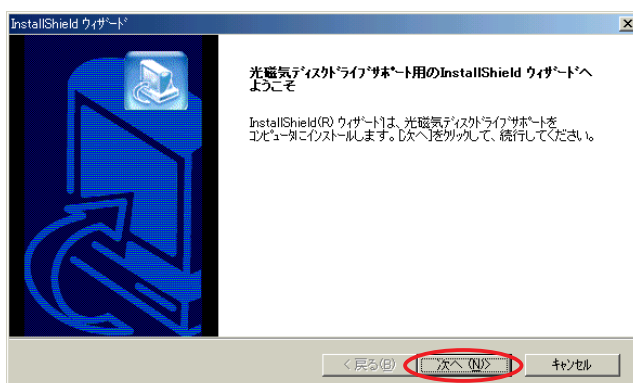 InstallShield ウィザード
光磁気ディスクドライブサポート用のInstallShield ウィザードへ
ようこそ
InstallShield(R) ウィザードは、光磁気ディスクドライブサポートを
コンピュータにインストールします。[次へ]をクリックして、続行してください。
< 戻る(B)
次へ (N)>
キャンセル